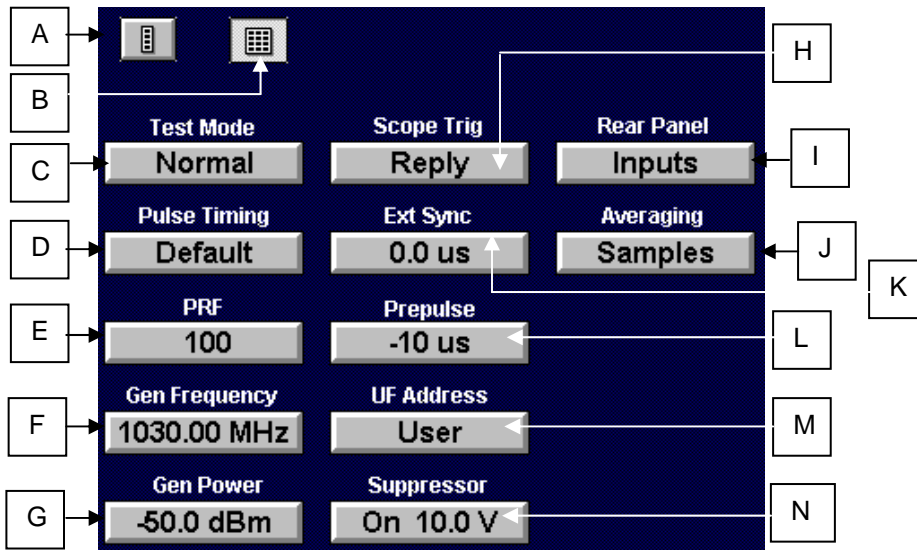 A
B
H
Test Mode
Scope Trig
Rear Panel
C
Normal
Reply
Inputs
I
Pulse Timing
Ext Sync
Averaging
D
Default
0.0 us
Samples
J
K
PRF
Prepulse
E
100
-10 us
L
Gen Frequency
UF Address
F
1030.00 MHz
User
M
Gen Power
Suppressor
G
-50.0 dBm
On 10.0 V
N